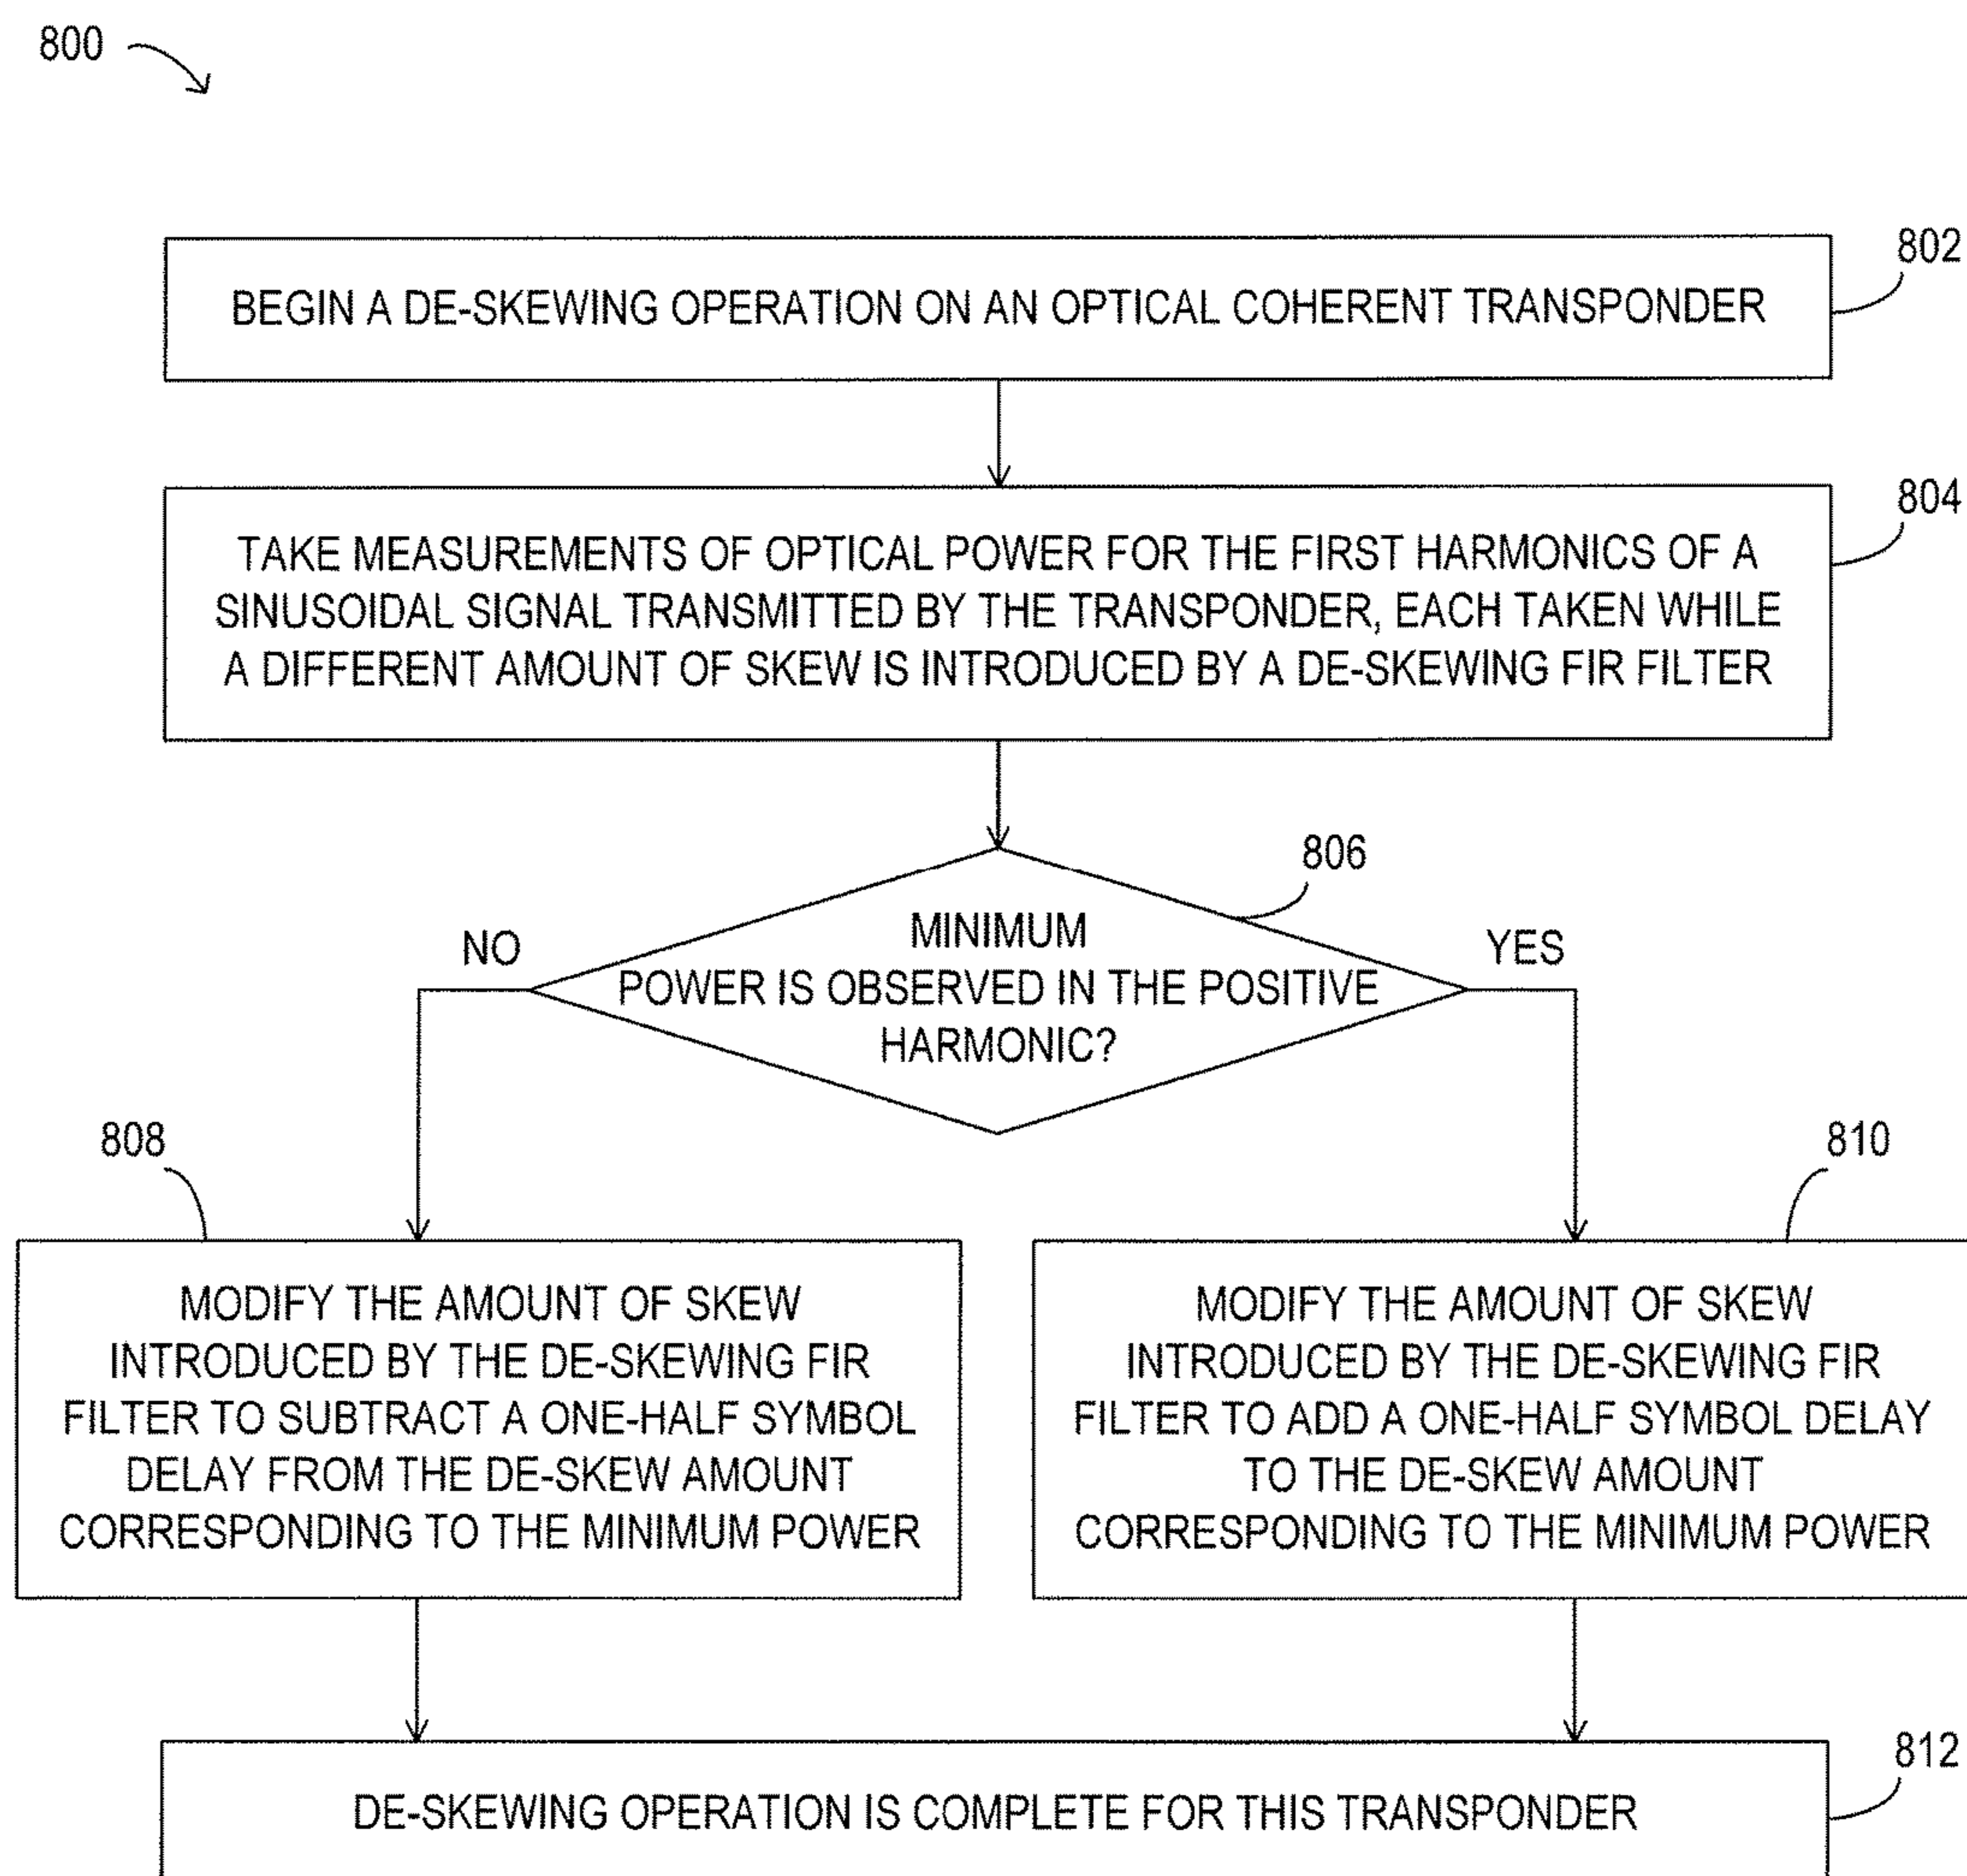 800
802
BEGIN A DE-SKEWING OPERATION ON AN OPTICAL COHERENT TRANSPONDER
804
TAKE MEASUREMENTS OF OPTICAL POWER FOR THE FIRST HARMONICS OF A
SINUSOIDAL SIGNAL TRANSMITTED BY THE TRANSPONDER, EACH TAKEN WHILE
A DIFFERENT AMOUNT OF SKEW IS INTRODUCED BY A DE-SKEWING FIR FILTER
806
NO
YES
MINIMUM
POWER IS OBSERVED IN THE POSITIVE
HARMONIC?
808
MODIFY THE AMOUNT OF SKEW
INTRODUCED BY THE DE-SKEWING FIR
FILTER TO SUBTRACT A ONE-HALF SYMBOL
DELAY FROM THE DE-SKEW AMOUNT
CORRESPONDING TO THE MINIMUM POWER
810
MODIFY THE AMOUNT OF SKEW
INTRODUCED BY THE DE-SKEWING FIR
FILTER TO ADD A ONE-HALF SYMBOL DELAY
TO THE DE-SKEW AMOUNT
CORRESPONDING TO THE MINIMUM POWER
812
DE-SKEWING OPERATION IS COMPLETE FOR THIS TRANSPONDER